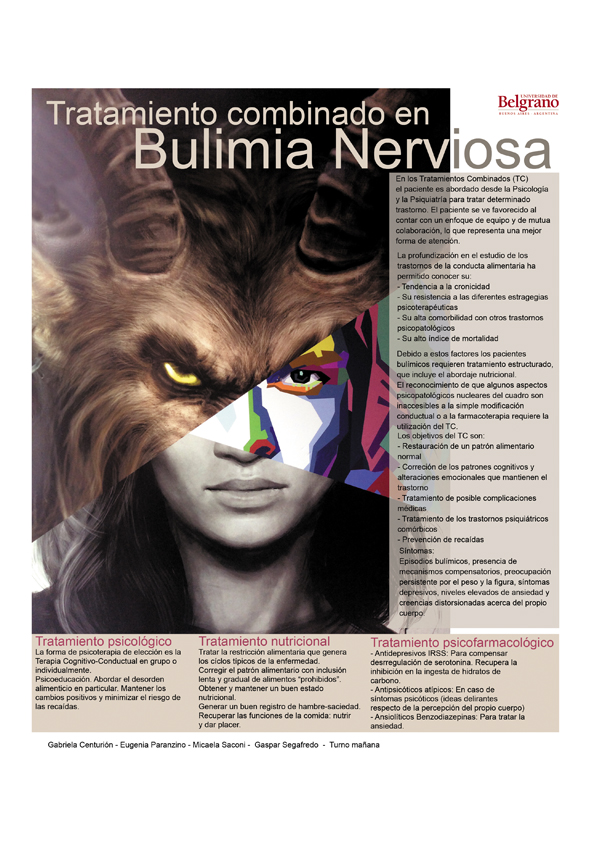 UNIVERSIDAD DE
Belgrano
BUENOS AIRES - ARGENTINA
Tratamiento combinado en
Bulimia Nerviosa
En los Tratamientos Combinados (TC)
el paciente es abordado desde la Psicología
y la Psiquiatría para tratar determinado
trastorno. El paciente se ve favorecido al
contar con un enfoque de equipo y de mutua
colaboración, lo que representa una mejor
forma de atención.
La profundización en el estudio de los
trastornos de la conducta alimentaria ha
permitido conocer su:
- Tendencia a la cronicidad
- Su resistencia a las diferentes estragegias
psicoterapéuticas
- Su alta comorbilidad con otros trastornos
psicopatológicos
- Su alto índice de mortalidad
Debido a estos factores los pacientes
bulímicos requieren tratamiento estructurado,
que incluye el abordaje nutricional.
El reconocimiento de que algunos aspectos
psicopatológicos nucleares del cuadro son
inaccesibles a la simple modificación
conductual o a la farmacoterapia requiere la
utilización del TC.
Los objetivos del TC son:
- Restauración de un patrón alimentario
normal
- Correción de los patrones cognitivos y
alteraciones emocionales que mantienen el
trastorno
- Tratamiento de posible complicaciones
médicas
- Tratamiento de los trastornos psiquiátricos
comórbicos
- Prevención de recaídas
Síntomas:
Episodios bulímicos, presencia de
mecanismos compensatorios, preocupación
persistente por el peso y la figura, síntomas
depresivos, niveles elevados de ansiedad y
creencias distorsionadas acerca del propio
cuerpo.
Tratamiento psicológico
La forma de psicoterapia de elección es la
Terapia Cognitivo-Conductual en grupo o
individualmente.
Psicoeducación. Abordar el desorden
alimenticio en particular. Mantener los
cambios positivos y minimizar el riesgo de
las recaídas.
Tratamiento nutricional
Tratar la restricción alimentaria que genera
los cíclos típicos de la enfermedad.
Corregir el patrón alimentario con inclusión
lenta y gradual de alimentos "prohibidos".
Obtener y mantener un buen estado
nutricional.
Generar un buen registro de hambre-saciedad.
Recuperar las funciones de la comida: nutrir
y dar placer.
Tratamiento psicofarmacológico
- Antidepresivos IRSS: Para compensar
desrregulación de serotonina. Recupera la
inhibición en la ingesta de hidratos de
carbono.
- Antipsicóticos atípicos: En caso de
síntomas psicóticos (ideas delirantes
respecto de la percepción del propio cuerpo)
- Ansiolíticos Benzodiazepinas: Para tratar la
ansiedad.
Gabriela Centurión - Eugenia Paranzino - Micaela Saconi - Gaspar Segafredo - Turno mañana